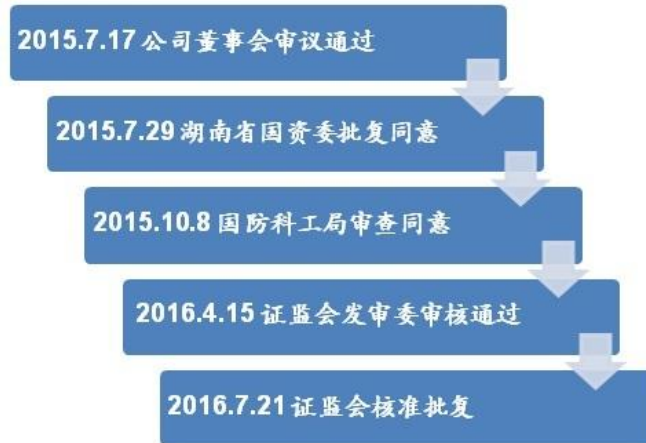 2015.7.17 公司董事会审议通过
2015.7.29 湖南省国资委批复同意
2015.10.8 国防科工局审查同意
2016.4.15 证监会发审委审核通过
2016.7.21 证监会核准批复